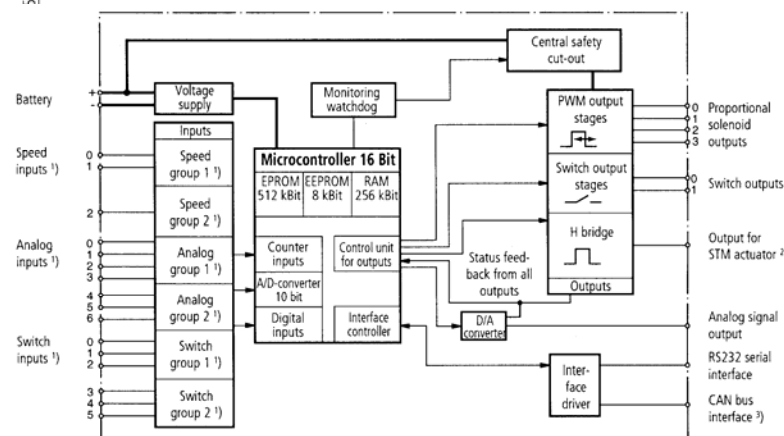 (A)
Central safety
cut-out
Battery
+
-
Voltage
supply
Monitoring
watchdog
PWM output
stages
0
1
2
3
Proportional
solenoid
outputs
Inputs
Speed
inputs ¹)
0
1
2
Speed
group 1 ¹)
Speed
group 2 ¹)
Microcontroller 16 Bit
EPROM
512 kBit
EEPROM
8 kBit
RAM
256 kBit
Switch output
stages
0
1
Switch outputs
Analog
inputs ¹)
0
1
2
3
4
5
6
Analog
group 1 ¹)
Analog
group 2 ¹)
Counter
inputs
A/D-converter
10 bit
Digital
inputs
Control unit
for outputs
Interface
controller
Status feed-
back from all
outputs
H bridge
Outputs
Output for
STM actuator ²
D/A
converter
Analog signal
output
Switch
inputs ¹)
0
1
2
3
4
5
Switch
group 1 ¹)
Switch
group 2 ¹)
Inter-
face
driver
RS232 serial
interface
CAN bus
interface ³)